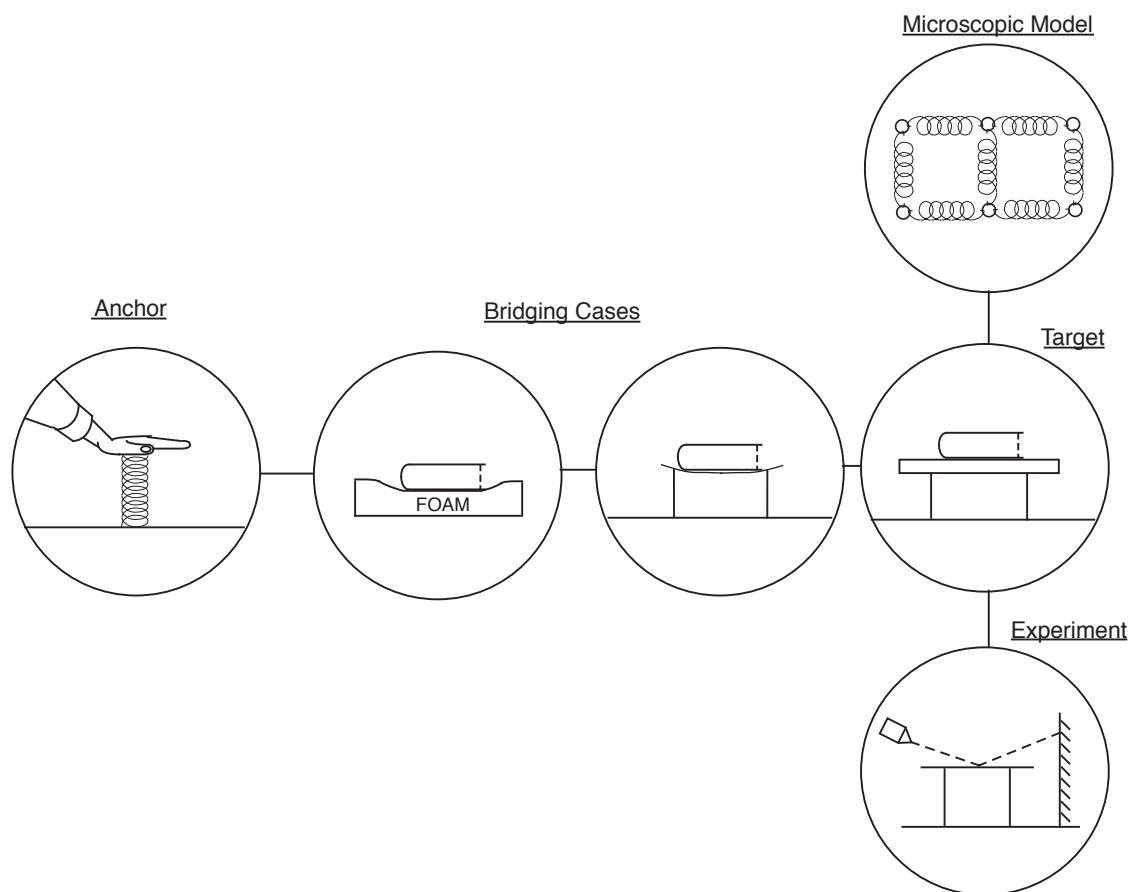 Microscopic Model
Anchor
Bridging Cases
Target
FOAM
Experiment